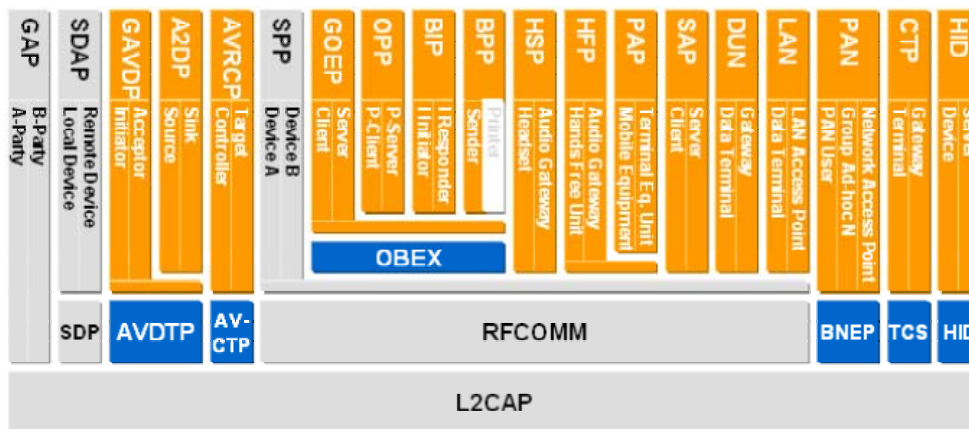 GAP
B-Party
A-Party
SDAP
Remote Device
Local Device
GAVDP
Acceptor
Initiator
A2DP
Sink
Source
AVRCP
Target
Controller
SPP
Device B
Device A
GOEP
Server
Client
OPP
P-Server
P-Client
BIP
I Responder
I Initiator
BPP
Printer
Sender
HSP
Audio Gateway
Headset
HFP
Audio Gateway
Hands Free Unit
PAP
Terminal Eq. Unit
Mobile Equipment
SAP
Server
Client
DUN
Gateway
Data Terminal
LAN
LAN Access Point
Data Terminal
PAN
Network Access Point
Group Ad-hoc N
PAN User
CTP
Gateway
Terminal
HID
Device
OBEX
SDP
AVDTP
AV-
CTP
RFCOMM
BNEP
TCS
HID
L2CAP